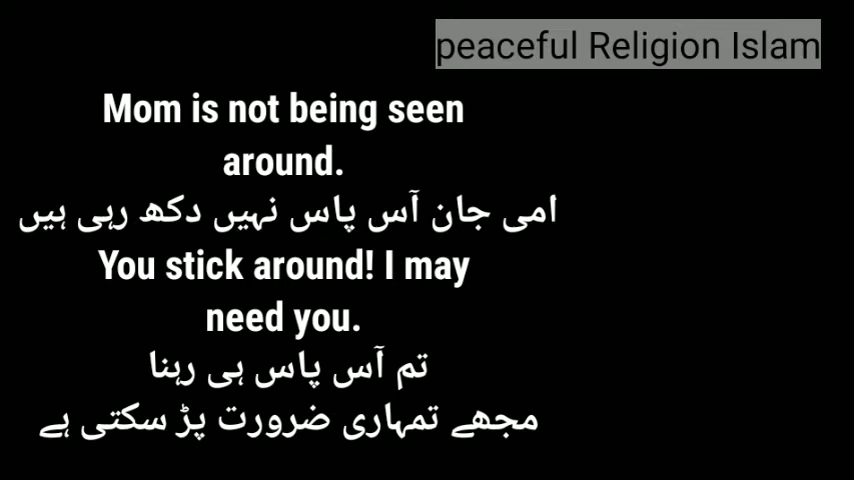 peaceful Religion Islam
Mom is not being seen
around.
امی جان آس پاس نہیں دکھ رہی ہیں
You stick around! I may
need you.
تم آس پاس ہی رہنا
مجھے تمہاری ضرورت پڑ سکتی ہے